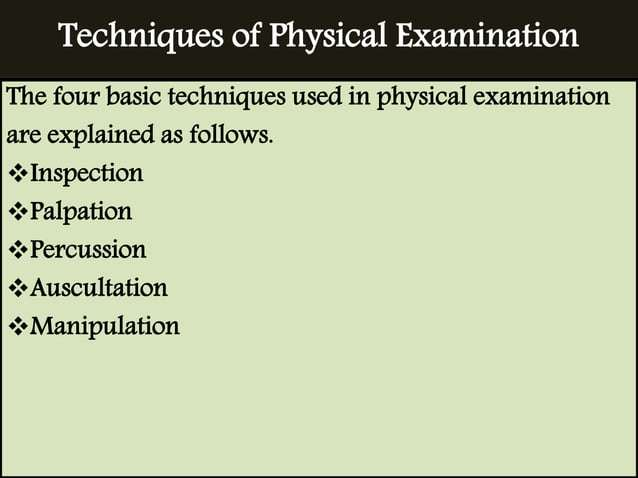 Techniques of Physical Examination
The four basic techniques used in physical examination
are explained as follows.
❖Inspection
❖Palpation
❖Percussion
❖Auscultation
❖Manipulation